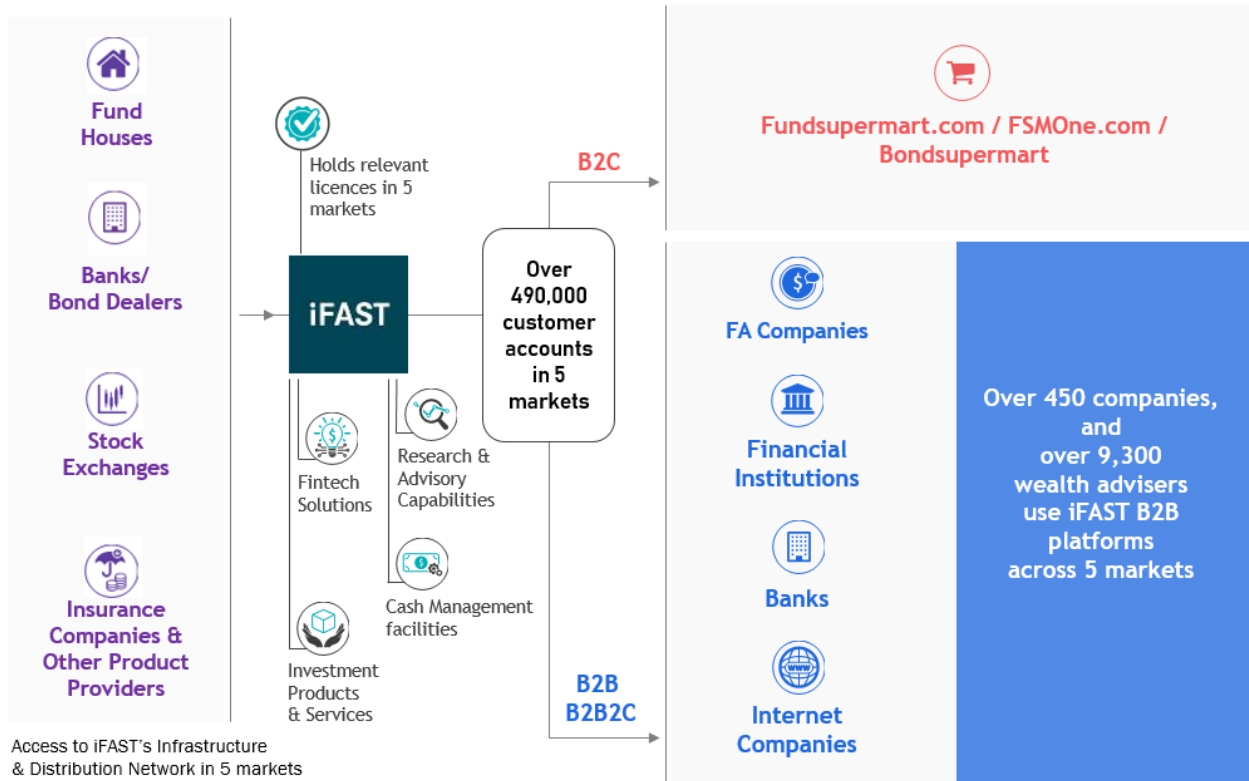 Fund
Houses
Banks/
Bond Dealers
Stock
Exchanges
Insurance
Companies &
Other Product
Providers
Access to iFAST's Infrastructure
& Distribution Network in 5 markets
Holds relevant
licences in 5
markets
iFAST
Fintech
Solutions
Research &
Advisory
Capabilities
Cash Management
facilities
Investment
Products
& Services
Over
490,000
customer
accounts
in 5
markets
B2C
B2B
B2B2C
Fundsupermart.com / FSMOne.com /
Bondsupermart
FA Companies
Financial
Institutions
Banks
WWW
Internet
Companies
Over 450 companies,
and
over 9,300
wealth advisers
use iFAST B2B
platforms
across 5 markets